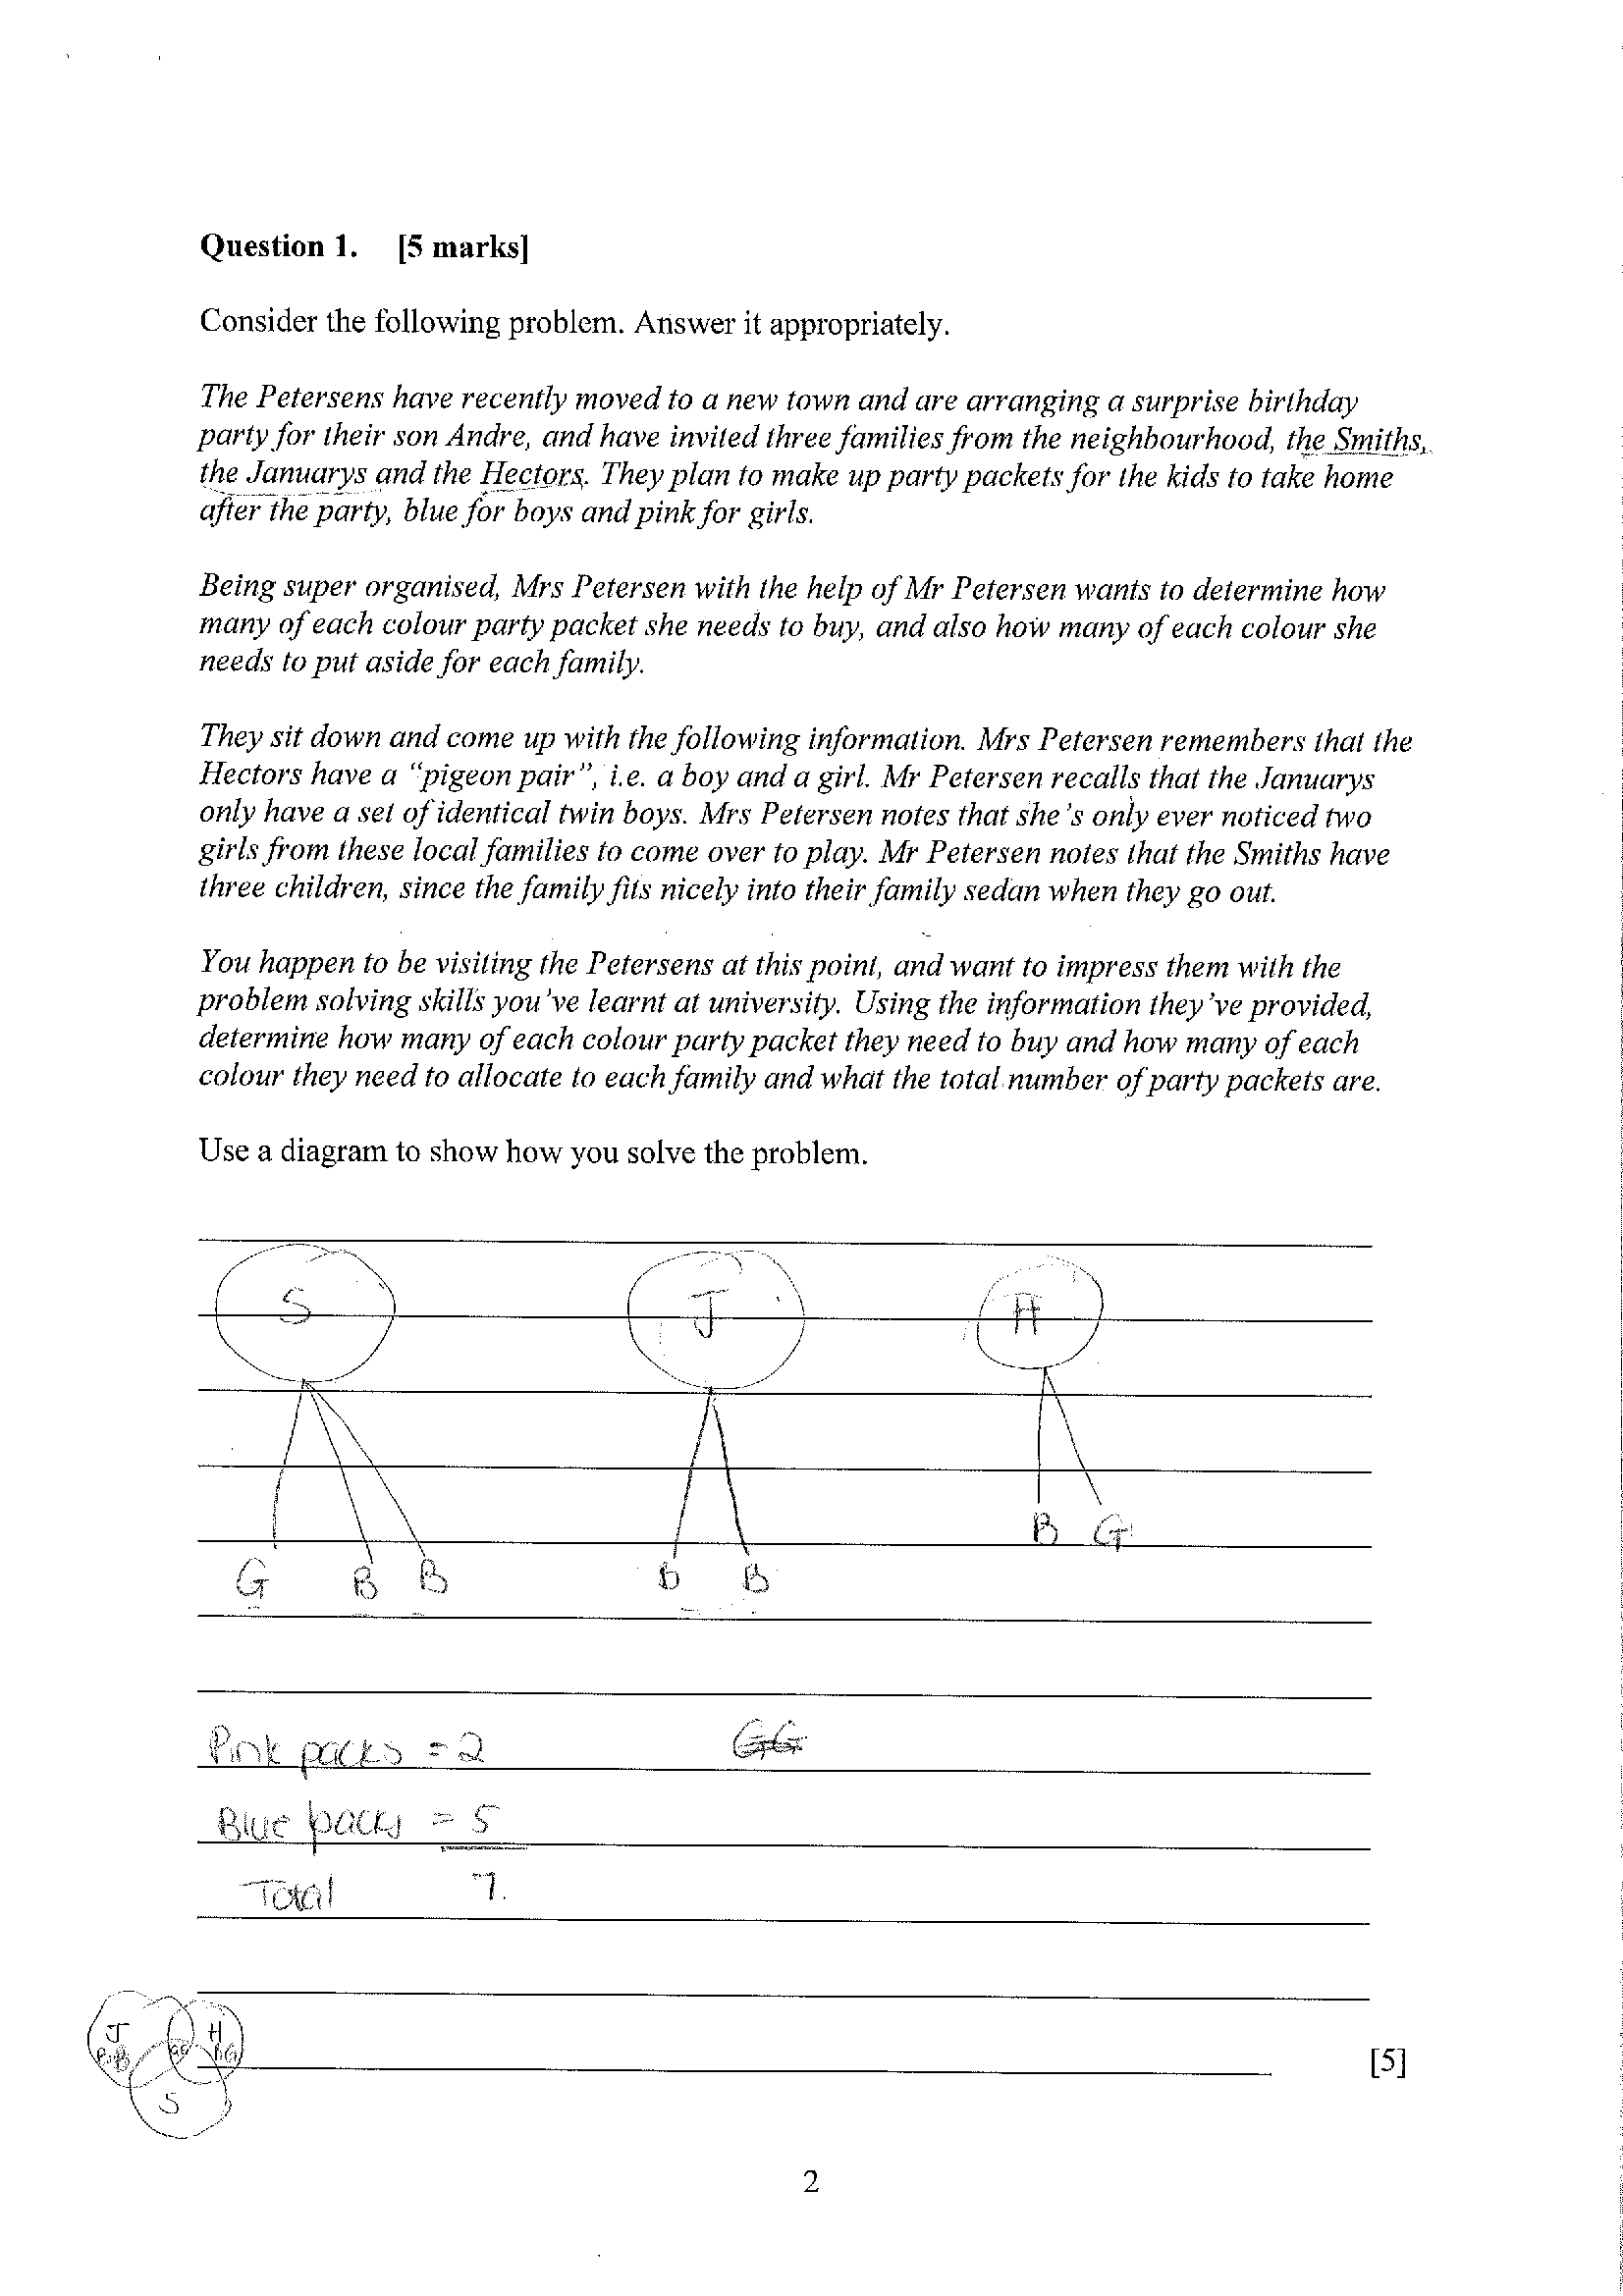 Question 1. [5 marks]
Consider the following problem. Answer it appropriately.
The Petersens have recently moved to a new town and are arranging a surprise birthday
party for their son Andre, and have invited three families from the neighbourhood, the Smiths,
the Januarys and the Hectors. They plan to make up party packets for the kids to take home
after the party, blue for boys and pink for girls.
Being super organised, Mrs Petersen with the help of Mr Petersen wants to determine how
many of each colour party packet she needs to buy, and also how many of each colour she
needs to put aside for each family.
They sit down and come up with the following information. Mrs Petersen remembers that the
Hectors have a "pigeon pair", i.e. a boy and a girl. Mr Petersen recalls that the Januarys
only have a set of identical twin boys. Mrs Petersen notes that she's only ever noticed two
girls from these local families to come over to play. Mr Petersen notes that the Smiths have
three children, since the family fits nicely into their family sedan when they go out.
You happen to be visiting the Petersens at this point, and want to impress them with the
problem solving skills you've learnt at university. Using the information they've provided,
determine how many of each colour party packet they need to buy and how many of each
colour they need to allocate to each family and what the total number of party packets are.
Use a diagram to show how you solve the problem.
S J H
B G
G B B B B
Pink packs = 2 GG
Blue packs = 5
Total 7.
J H
S
[5]
2